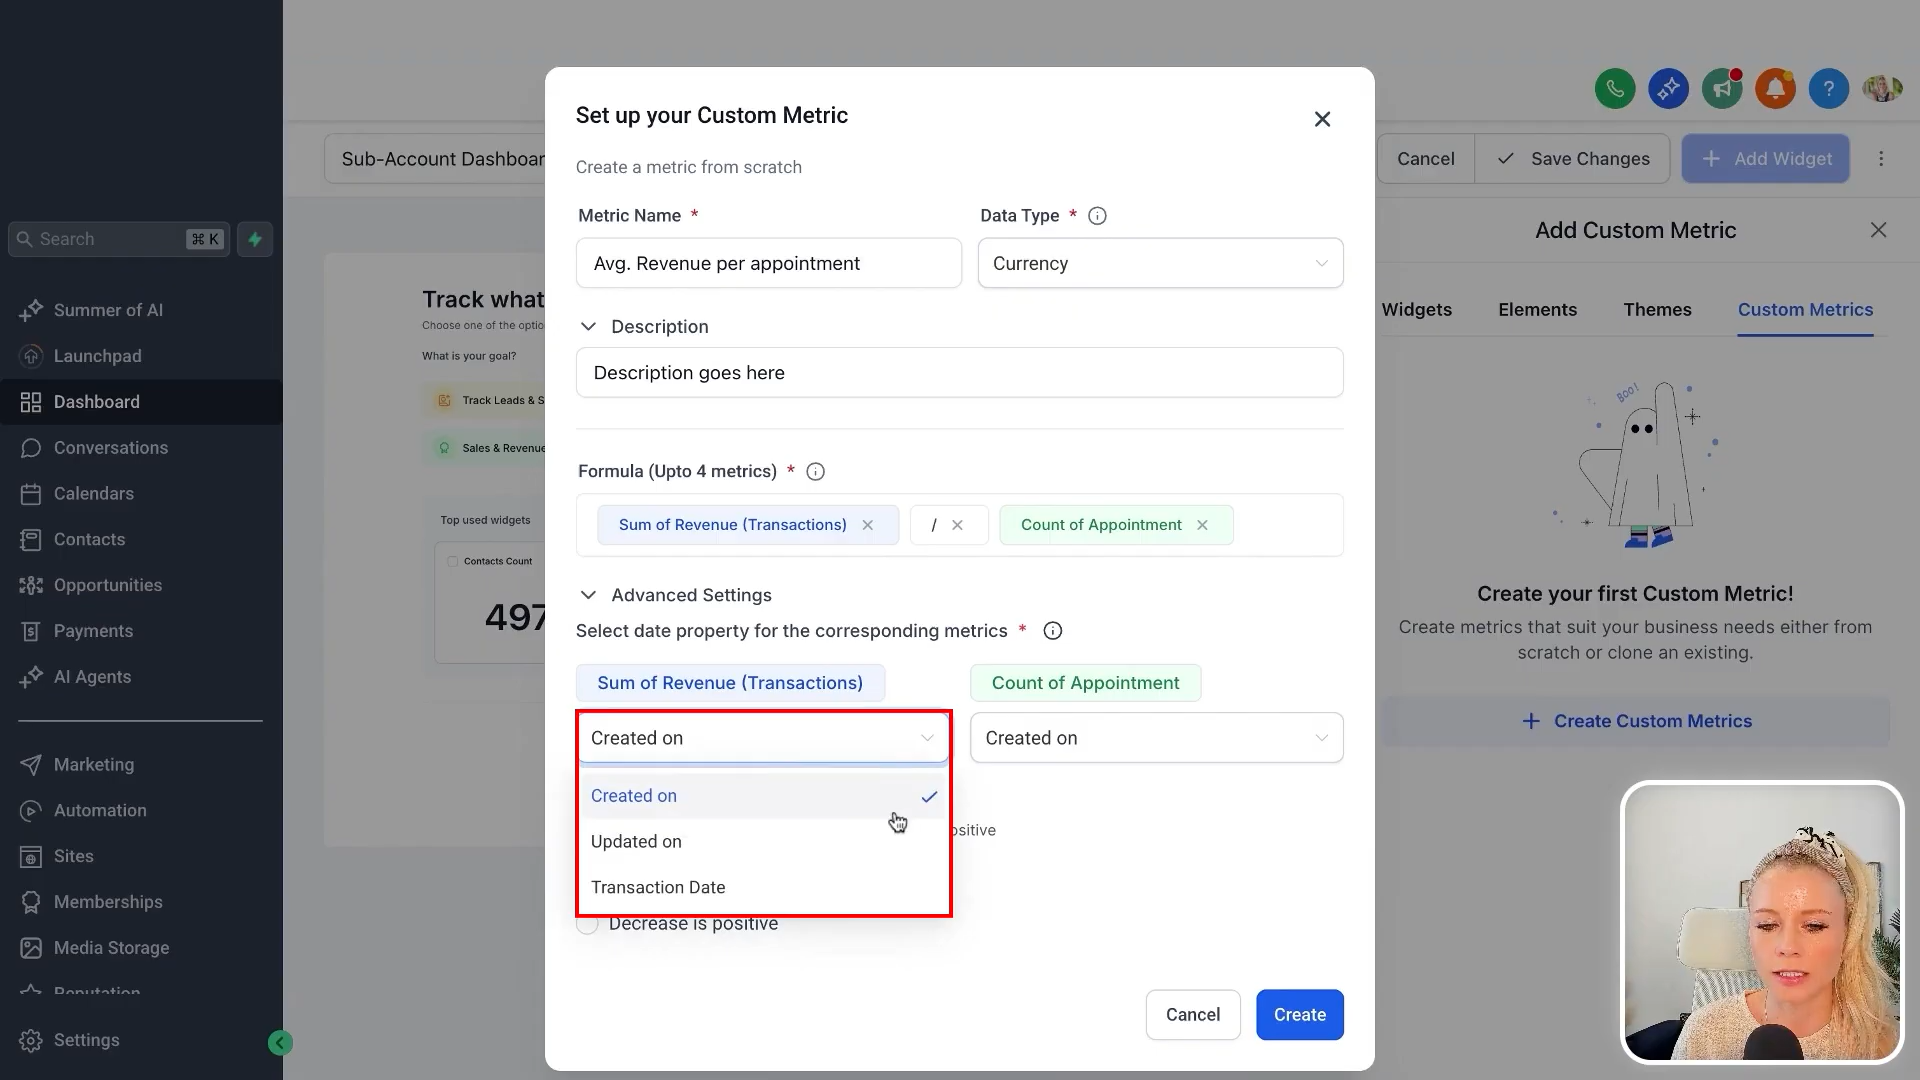 Search
⌘ K
Summer of AI
Launchpad
Dashboard
Conversations
Calendars
Contacts
Opportunities
Payments
AI Agents
Marketing
Automation
Sites
Memberships
Media Storage
Reputation
Settings
Sub-Account Dashboar
Cancel
Save Changes
Add Widget
Track what
Choose one of the optio
What is your goal?
Track Leads & S
Sales & Revenue
Top used widgets
Contacts Count
497
Set up your Custom Metric
Create a metric from scratch
Metric Name *
Data Type *
Avg. Revenue per appointment
Currency
Description
Description goes here
Formula (Upto 4 metrics) *
Sum of Revenue (Transactions)
/
Count of Appointment
Advanced Settings
Select date property for the corresponding metrics *
Sum of Revenue (Transactions)
Count of Appointment
Created on
Created on
Created on
Updated on
Transaction Date
ositive
Decrease is positive
Cancel
Create
Add Custom Metric
Widgets
Elements
Themes
Custom Metrics
BOO!
Create your first Custom Metric!
Create metrics that suit your business needs either from
scratch or clone an existing.
Create Custom Metrics
?